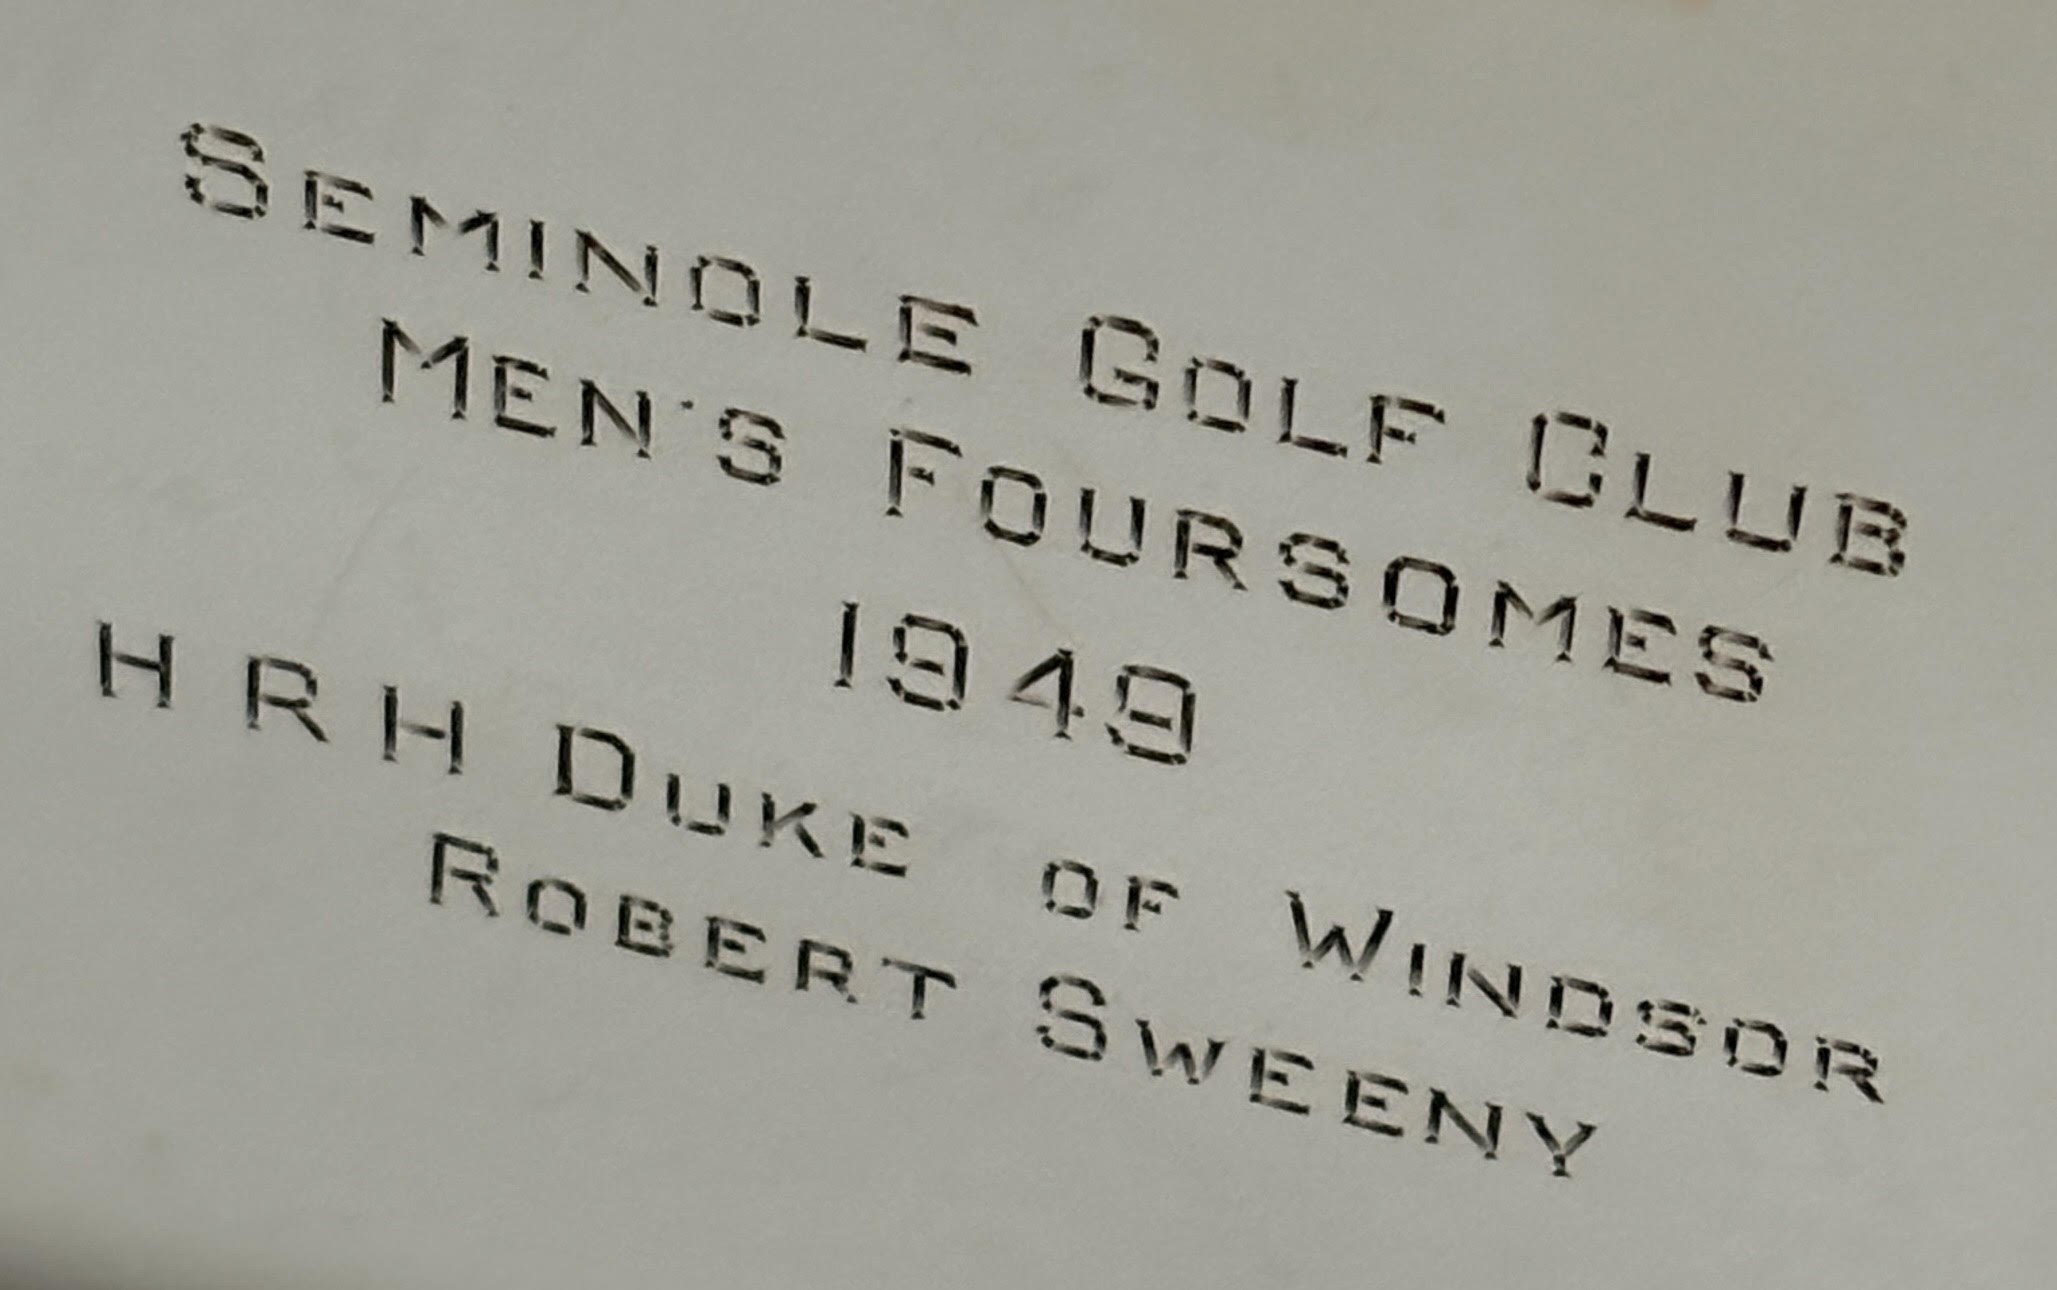 Seminole Golf Club
Men's Foursomes
1949
H R H Duke of Windsor
Robert Sweeny